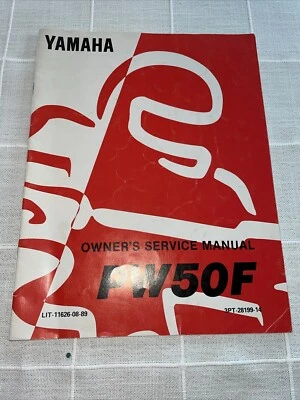 YAMAHA
OWNER'S SERVICE MANUAL
PW50F
LIT-11626-08-89
3PT-28199-14